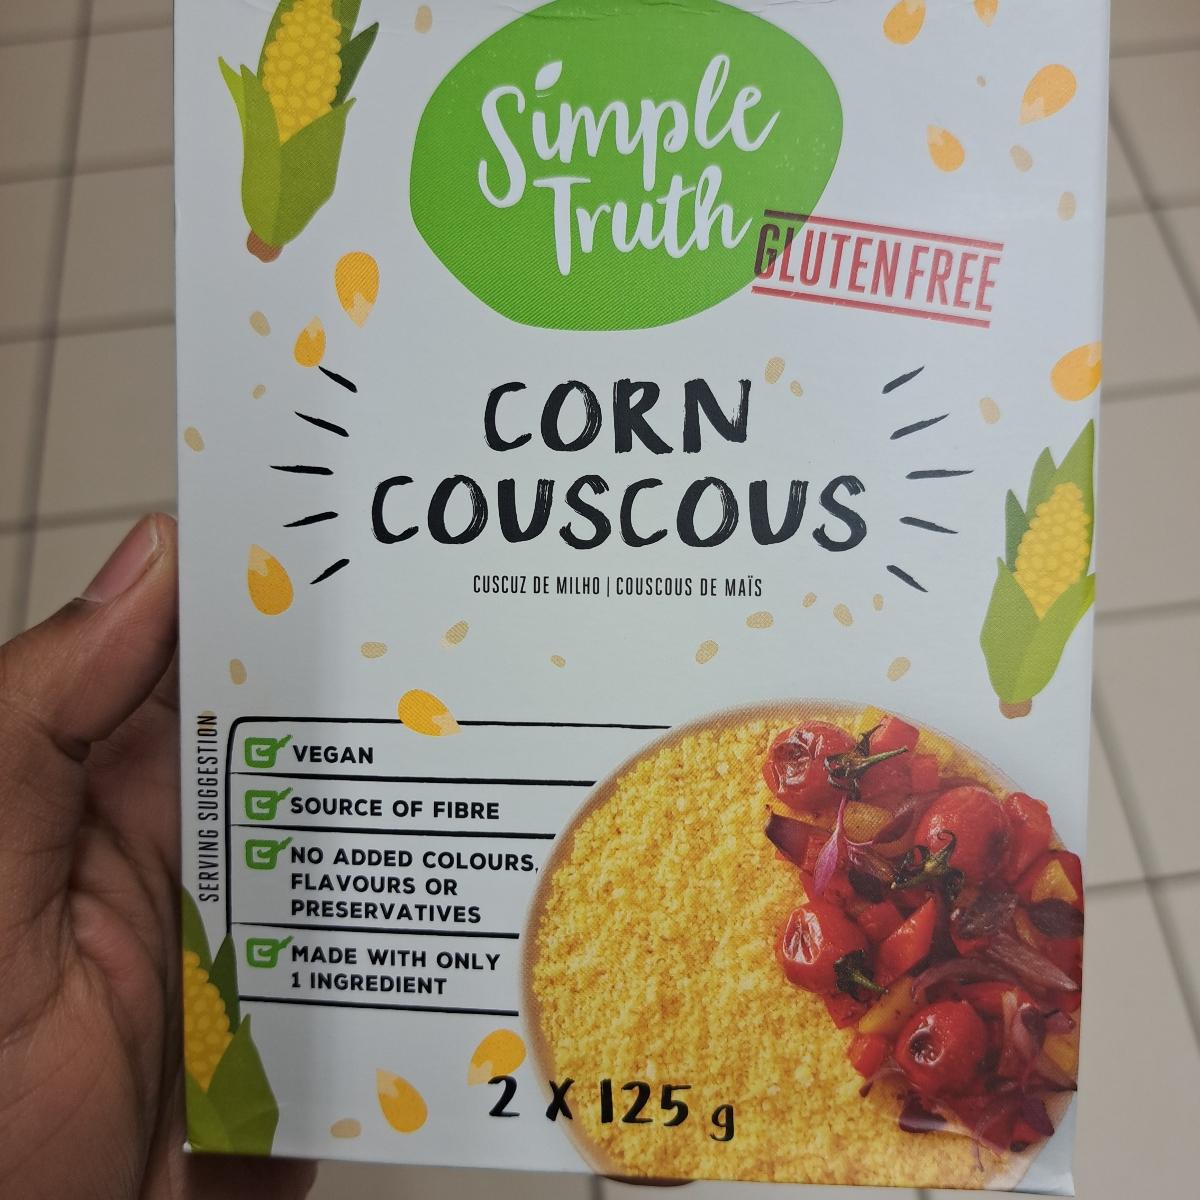 Simple
Truth
GLUTEN FREE
CORN
COUSCOUS
CUSCUZ DE MILHO | COUSCOUS DE MAÏS
SERVING SUGGESTION
VEGAN
SOURCE OF FIBRE
NO ADDED COLOURS,
FLAVOURS OR
PRESERVATIVES
MADE WITH ONLY
1 INGREDIENT
2 X 125 g